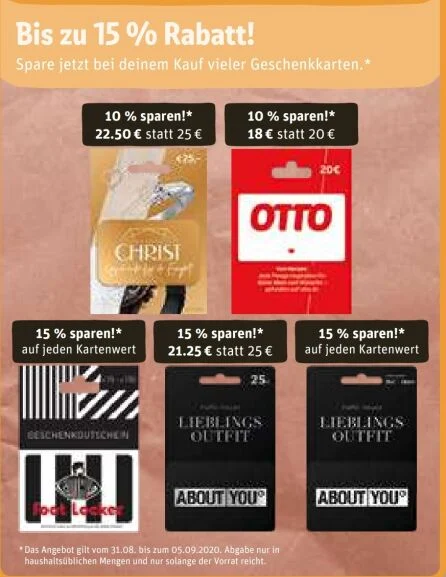 Bis zu 15 % Rabatt!
Spare jetzt bei deinem Kauf vieler Geschenkkarten.*
10 % sparen!*
22.50 € statt 25 €
10 % sparen!*
18 € statt 20 €
€25,-
CHRIST
20€
OTTO
15 % sparen!*
auf jeden Kartenwert
15 % sparen!*
21.25 € statt 25 €
15 % sparen!*
auf jeden Kartenwert
GESCHENKGUTSCHEIN
Foot Locker
25.-
LIEBLINGS
OUTFIT
ABOUT YOU
LIEBLINGS
OUTFIT
ABOUT YOU
*Das Angebot gilt vom 31.08. bis zum 05.09.2020. Abgabe nur in
haushaltsüblichen Mengen und nur solange der Vorrat reicht.